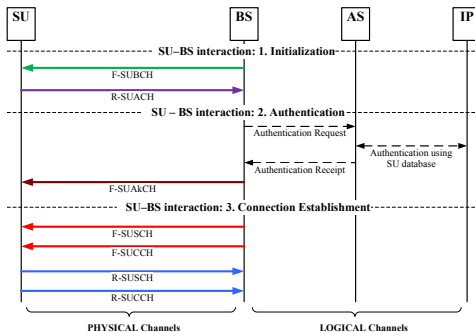 SU BS AS IP
SU–BS interaction: 1. Initialization
F-SUBCH
R-SUACH
SU – BS interaction: 2. Authentication
Authentication Request
Authentication using
SU database
Authentication Receipt
F-SUAkCH
SU–BS interaction: 3. Connection Establishment
F-SUSCH
F-SUCCH
R-SUSCH
R-SUCCH
PHYSICAL Channels LOGICAL Channels